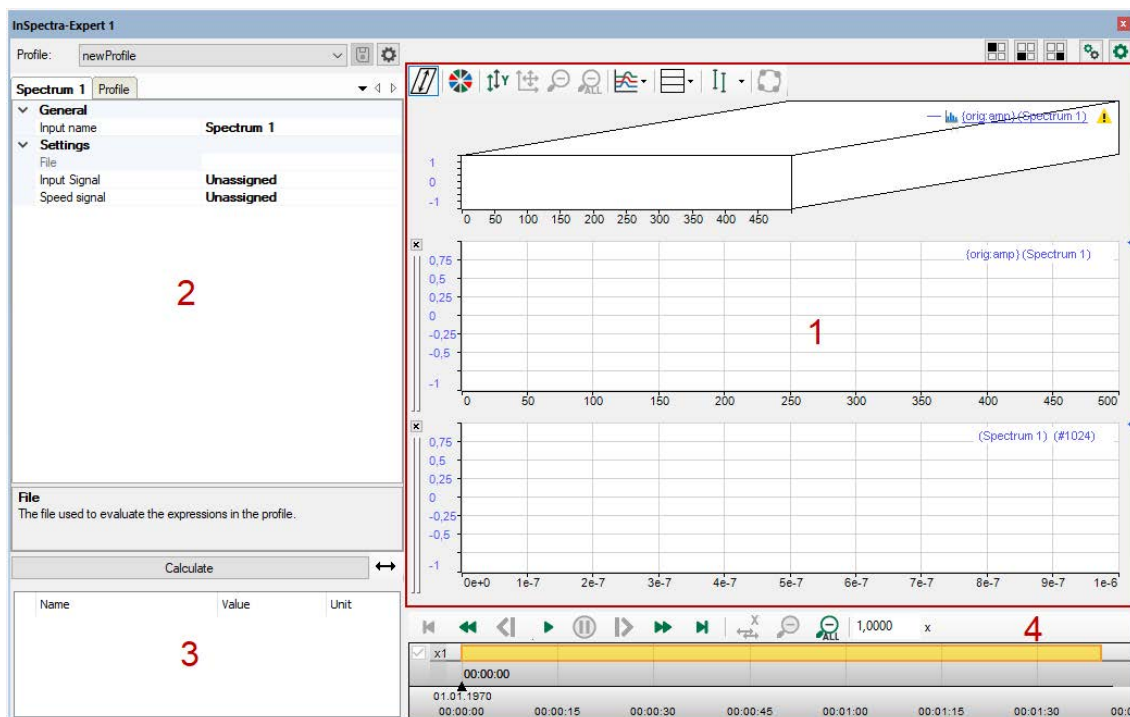 InSpectra-Expert 1
Profile: newProfile
Spectrum 1 Profile
General
Input name Spectrum 1
Settings
File
Input Signal Unassigned
Speed signal Unassigned
2
File
The file used to evaluate the expressions in the profile.
Calculate
Name Value Unit
3
Y
ALL
{orig:amp} (Spectrum 1)
1
0
-1
0 50 100 150 200 250 300 350 400 450
{orig:amp} (Spectrum 1)
0,75
0,5
0,25
0
-0,25
-0,5
-1
0 50 100 150 200 250 300 350 400 450 500
1
(Spectrum 1) (#1024)
0,75
0,5
0,25
0
-0,25
-0,5
-1
0e+0 1e-7 2e-7 3e-7 4e-7 5e-7 6e-7 7e-7 8e-7 9e-7 1e-6
X ALL 1,0000 x 4
x1
00:00:00
01.01.1970
00:00:00 00:00:15 00:00:30 00:00:45 00:01:00 00:01:15 00:01:30